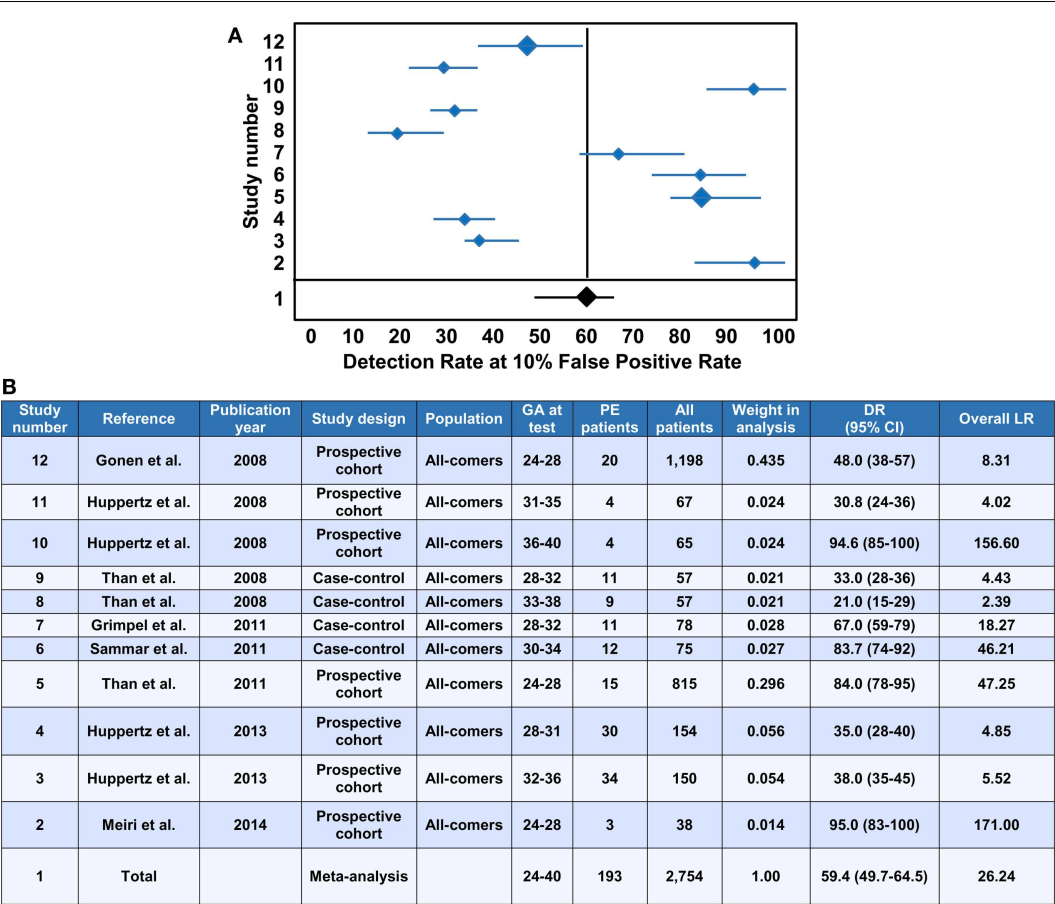 A
12
11
10
9
8
7
6
5
4
3
2
1
Study number
0 10 20 30 40 50 60 70 80 90 100
Detection Rate at 10% False Positive Rate
B
Study number Reference Publication year Study design Population GA at test PE patients All patients Weight in analysis DR (95% CI) Overall LR
12 Gonen et al. 2008 Prospective cohort All-comers 24-28 20 1,198 0.435 48.0 (38-57) 8.31
11 Huppertz et al. 2008 Prospective cohort All-comers 31-35 4 67 0.024 30.8 (24-36) 4.02
10 Huppertz et al. 2008 Prospective cohort All-comers 36-40 4 65 0.024 94.6 (85-100) 156.60
9 Than et al. 2008 Case-control All-comers 28-32 11 57 0.021 33.0 (28-36) 4.43
8 Than et al. 2008 Case-control All-comers 33-38 9 57 0.021 21.0 (15-29) 2.39
7 Grimpel et al. 2011 Case-control All-comers 28-32 11 78 0.028 67.0 (59-79) 18.27
6 Sammar et al. 2011 Case-control All-comers 30-34 12 75 0.027 83.7 (74-92) 46.21
5 Than et al. 2011 Prospective cohort All-comers 24-28 15 815 0.296 84.0 (78-95) 47.25
4 Huppertz et al. 2013 Prospective cohort All-comers 28-31 30 154 0.056 35.0 (28-40) 4.85
3 Huppertz et al. 2013 Prospective cohort All-comers 32-36 34 150 0.054 38.0 (35-45) 5.52
2 Meiri et al. 2014 Prospective cohort All-comers 24-28 3 38 0.014 95.0 (83-100) 171.00
1 Total Meta-analysis 24-40 193 2,754 1.00 59.4 (49.7-64.5) 26.24